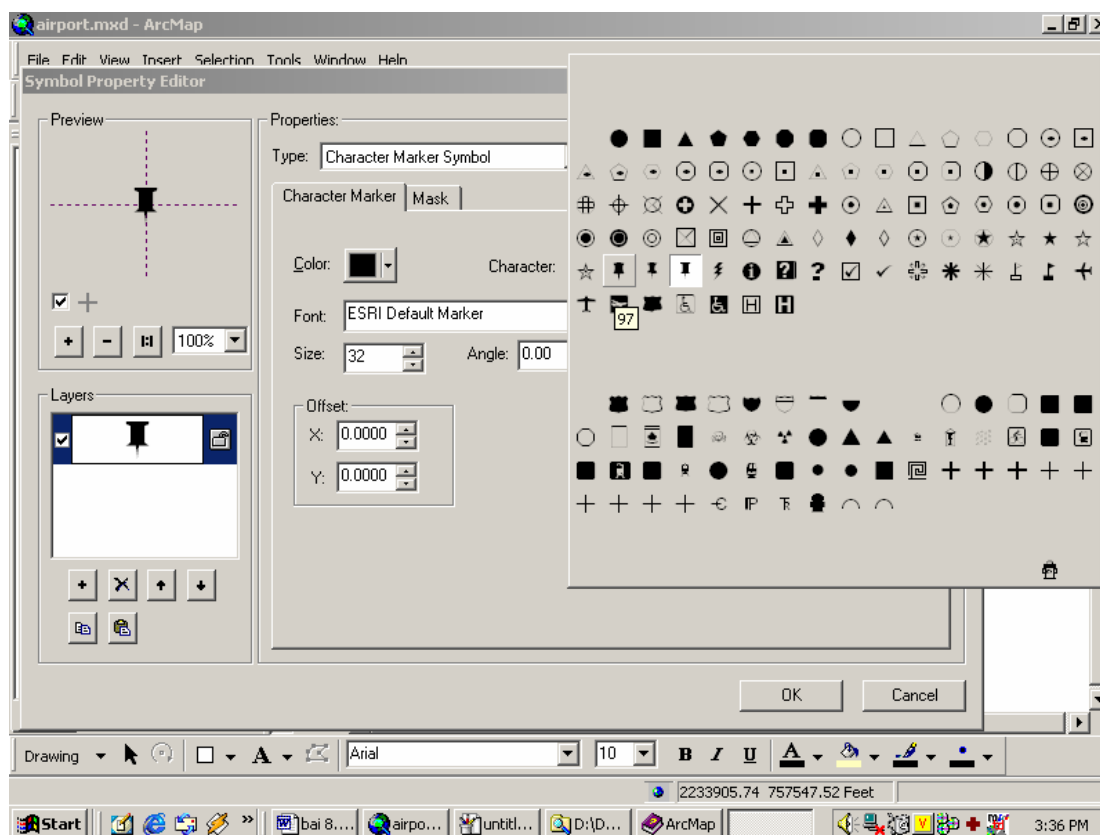 airport.mxd - ArcMap
File Edit View Insert Selection Tools Window Help
Symbol Property Editor
Preview
100%
Layers
Properties:
Type: Character Marker Symbol
Character Marker Mask
Color:
Character:
Font: ESRI Default Marker
Size: 32 Angle: 0.00
Offset:
X: 0.0000
Y: 0.0000
97
OK Cancel
Drawing A Arial 10 B I U A
2233905.74 757547.52 Feet
Start » bai 8.... airpo... untitl... D:\D... ArcMap V 3:36 PM